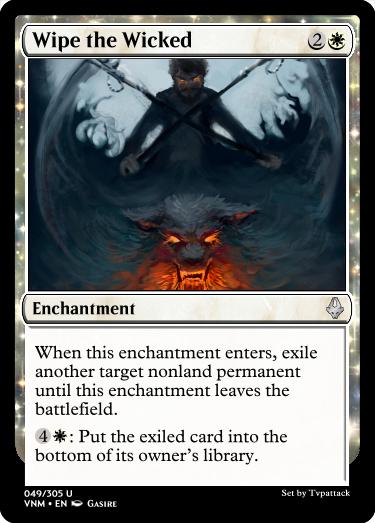 Wipe the Wicked 2
Enchantment
When this enchantment enters, exile
another target nonland permanent
until this enchantment leaves the
battlefield.
4 : Put the exiled card into the
bottom of its owner's library.
049/305 U
VNM • EN Gasire
Set by Tvpattack